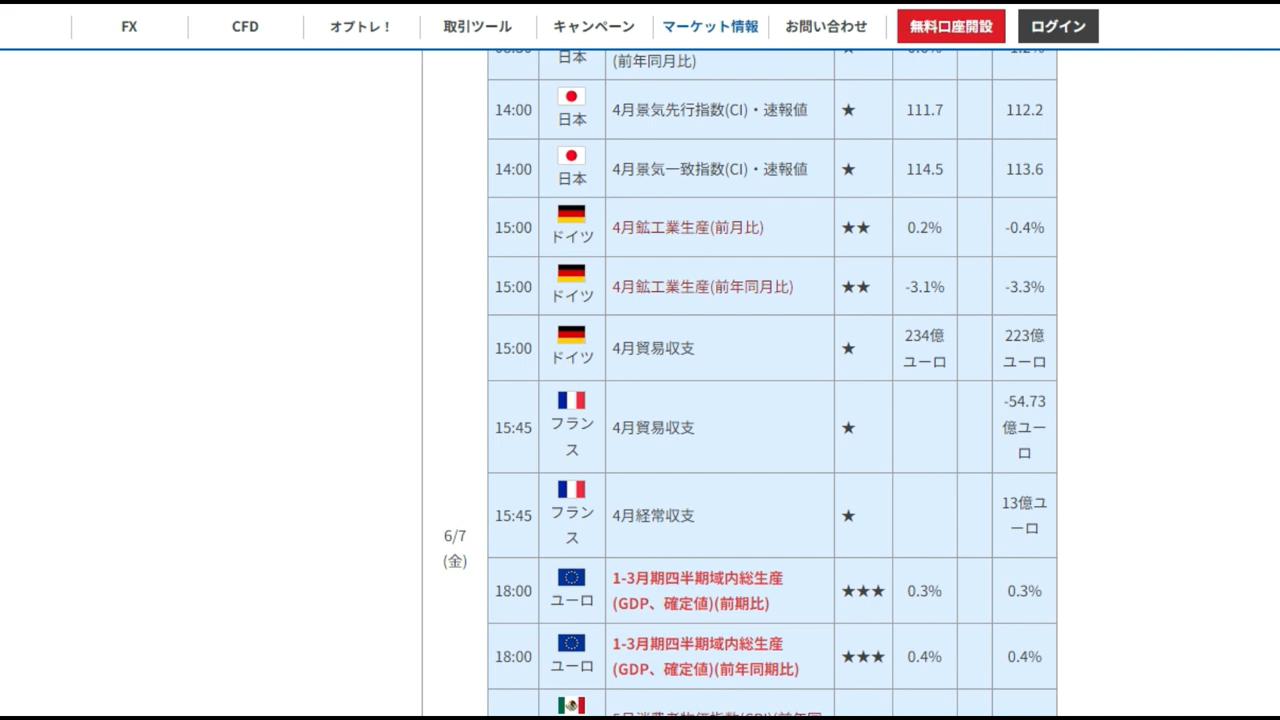 FX
CFD
オプトレ！
取引ツール
キャンペーン
マーケット情報
お問い合わせ
無料口座開設
ログイン
日本
(前年同月比)
14:00
日本
4月景気先行指数(CI)・速報値
★
111.7
112.2
14:00
日本
4月景気一致指数(CI)・速報値
★
114.5
113.6
15:00
ドイツ
4月鉱工業生産(前月比)
★★
0.2%
-0.4%
15:00
ドイツ
4月鉱工業生産(前年同月比)
★★
-3.1%
-3.3%
15:00
ドイツ
4月貿易収支
★
234億
ユーロ
223億
ユーロ
15:45
フラン
ス
4月貿易収支
★
-54.73
億ユー
ロ
15:45
フラン
ス
4月経常収支
★
13億ユ
ーロ
6/7
(金)
18:00
ユーロ
1-3月期四半期域内総生産
(GDP、確定値)(前期比)
★★★
0.3%
0.3%
18:00
ユーロ
1-3月期四半期域内総生産
(GDP、確定値)(前年同期比)
★★★
0.4%
0.4%